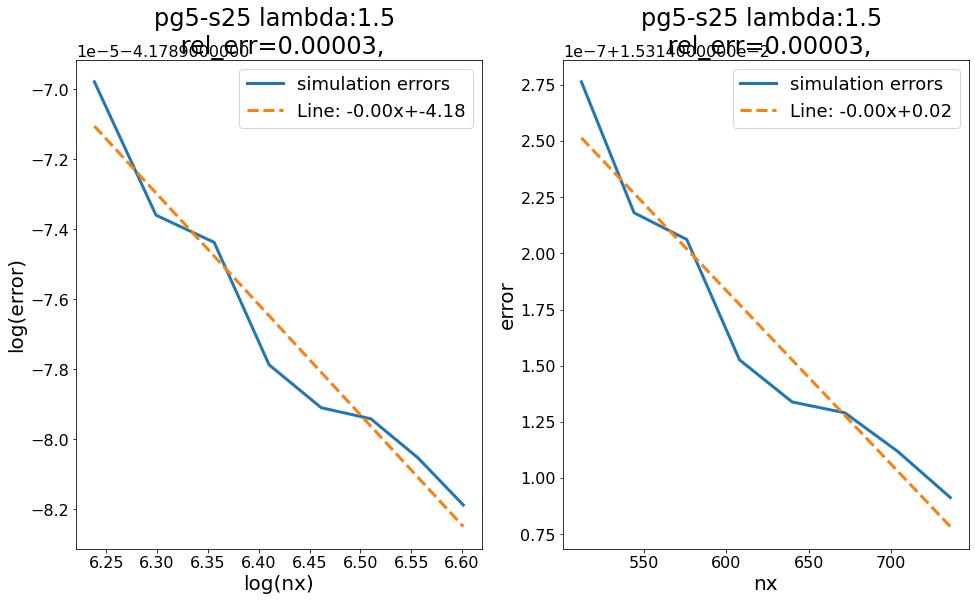 pg5-s25 lambda:1.5
rel_err=0.00003,
1e−5−4.1789000000
simulation errors
Line: -0.00x+-4.18
−7.0
−7.2
−7.4
−7.6
−7.8
−8.0
−8.2
log(error)
6.25 6.30 6.35 6.40 6.45 6.50 6.55 6.60
log(nx)
pg5-s25 lambda:1.5
rel_err=0.00003,
1e−7+1.5314000000e−2
simulation errors
Line: -0.00x+0.02
2.75
2.50
2.25
2.00
1.75
1.50
1.25
1.00
0.75
error
550 600 650 700
nx